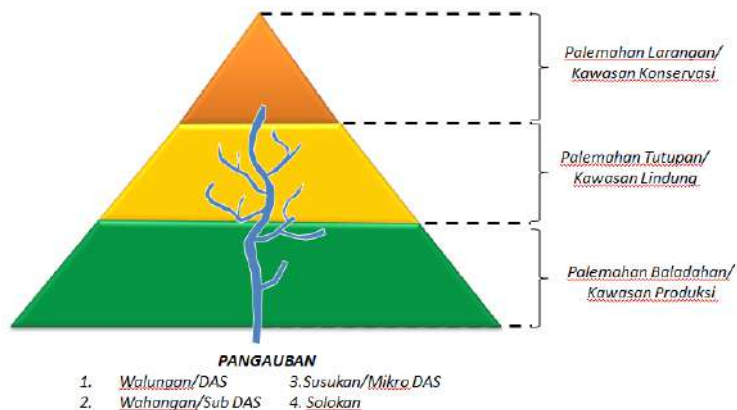 Palemahan Larangan/
Kawasan Konservasi
Palemahan Tutupan/
Kawasan Lindung
Palemahan Baladahan/
Kawasan Produksi
PANGAUBAN
1. Walungan/DAS 3.Susukan/Mikro DAS
2. Wahangan/Sub DAS 4. Solokan